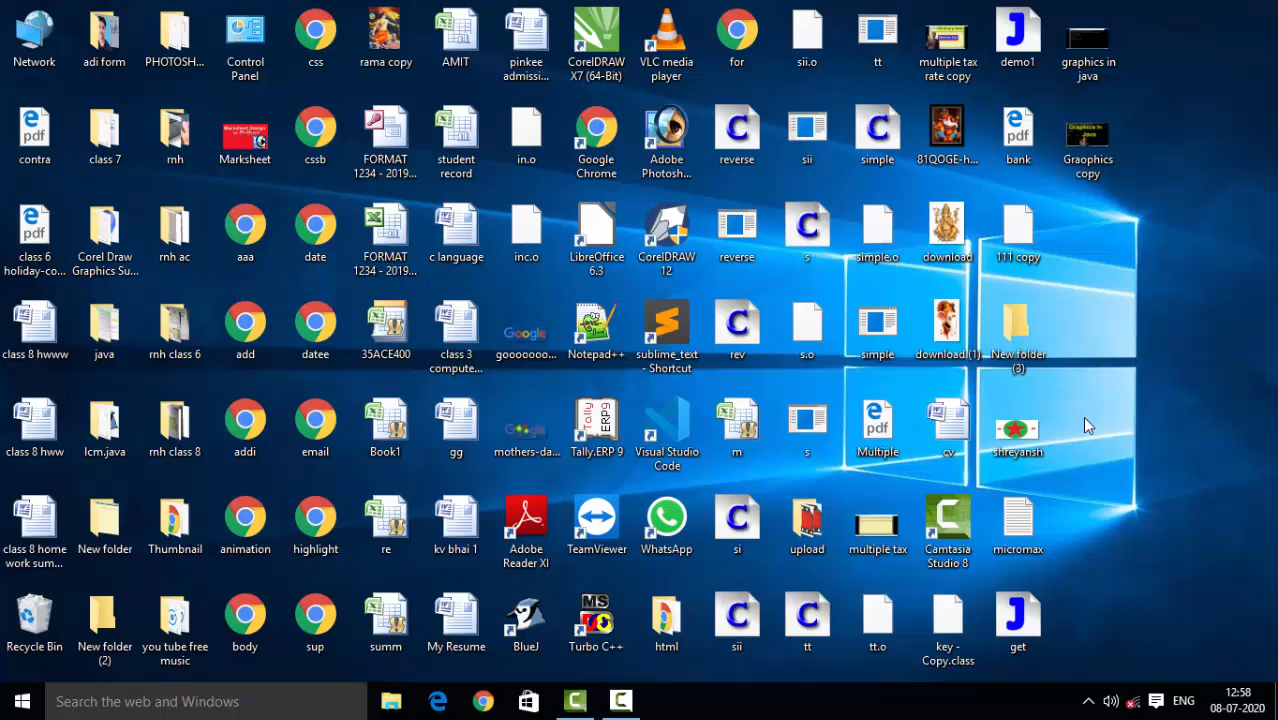 Network
adi form
PHOTOSH...
Control
Panel
css
rama copy
AMIT
pinkee
admissi...
CorelDRAW
X7 (64-Bit)
VLC media
player
for
sii.o
tt
multiple tax
rate copy
demo1
graphics in
java
contra
class 7
rnh
Marksheet
cssb
FORMAT
1234 - 2019...
student
record
in.o
Google
Chrome
Adobe
Photosh...
reverse
sii
simple
81QOGE-h...
bank
Graophics
copy
class 6
holiday-co...
Corel Draw
Graphics Su...
rnh ac
aaa
date
FORMAT
1234 - 2019...
c language
inc.o
LibreOffice
6.3
CorelDRAW
12
reverse
s
simple.o
download
111 copy
class 8 hwww
java
rnh class 6
add
datee
35ACE400
class 3
compute...
Google
gooooooo...
Notepad++
sublime_text
- Shortcut
rev
s.o
simple
download (1)
New folder
(3)
class 8 hww
lcm.java
rnh class 8
addi
email
Book1
gg
mothers-da...
Tally.ERP 9
Visual Studio
Code
m
s
Multiple
cv
shreyansh
class 8 home
work sum...
New folder
Thumbnail
animation
highlight
re
kv bhai 1
Adobe
Reader XI
TeamViewer
WhatsApp
si
upload
multiple tax
Camtasia
Studio 8
micromax
Recycle Bin
New folder
(2)
you tube free
music
body
sup
summ
My Resume
BlueJ
Turbo C++
html
sii
tt
tt.o
key -
Copy.class
get
Search the web and Windows
ENG
12:58
08-07-2020